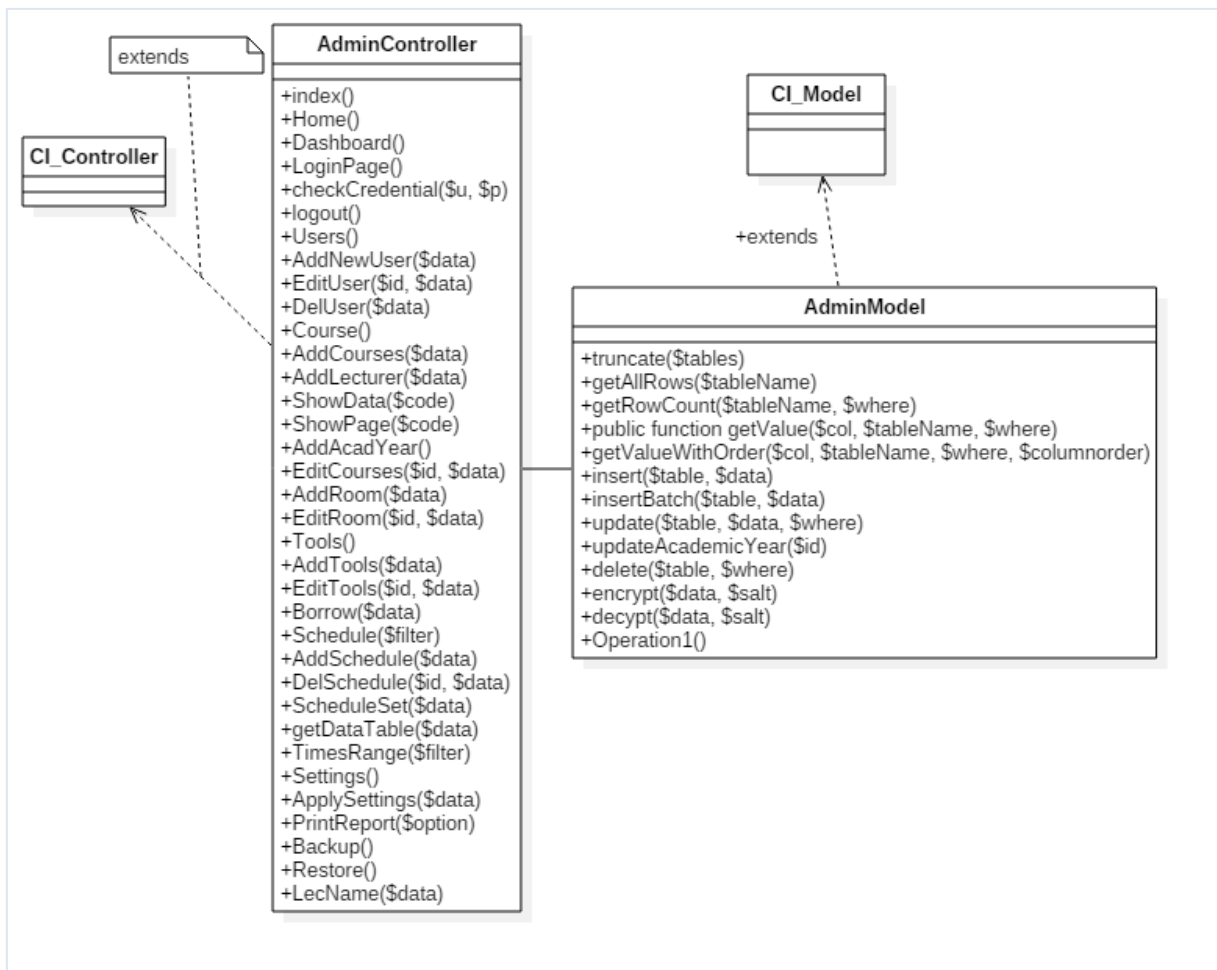 extends
CI_Controller
AdminController
+index()
+Home()
+Dashboard()
+LoginPage()
+checkCredential($u, $p)
+logout()
+Users()
+AddNewUser($data)
+EditUser($id, $data)
+DelUser($data)
+Course()
+AddCourses($data)
+AddLecturer($data)
+ShowData($code)
+ShowPage($code)
+AddAcadYear()
+EditCourses($id, $data)
+AddRoom($data)
+EditRoom($id, $data)
+Tools()
+AddTools($data)
+EditTools($id, $data)
+Borrow($data)
+Schedule($filter)
+AddSchedule($data)
+DelSchedule($id, $data)
+ScheduleSet($data)
+getDataTable($data)
+TimesRange($filter)
+Settings()
+ApplySettings($data)
+PrintReport($option)
+Backup()
+Restore()
+LecName($data)
CI_Model
+extends
AdminModel
+truncate($tables)
+getAllRows($tableName)
+getRowCount($tableName, $where)
+public function getValue($col, $tableName, $where)
+getValueWithOrder($col, $tableName, $where, $columnorder)
+insert($table, $data)
+insertBatch($table, $data)
+update($table, $data, $where)
+updateAcademicYear($id)
+delete($table, $where)
+encrypt($data, $salt)
+decypt($data, $salt)
+Operation1()